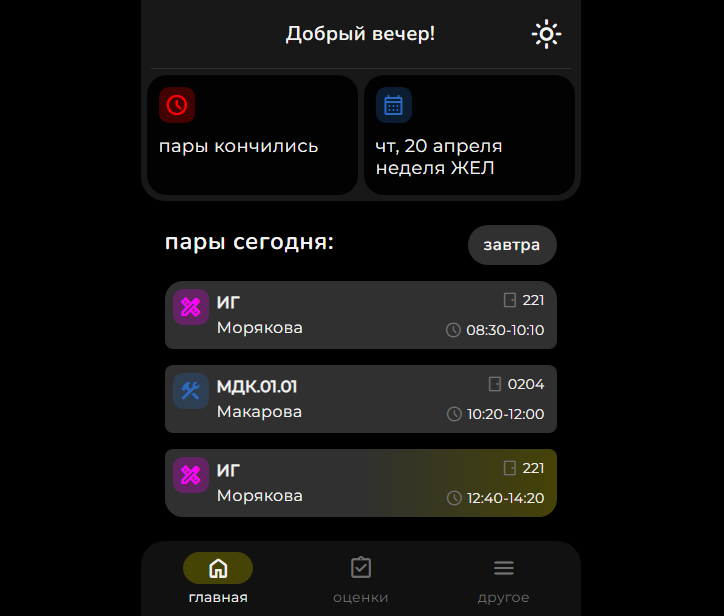 Добрый вечер!
пары кончились
чт, 20 апреля
неделя ЖЕЛ
пары сегодня:
завтра
ИГ
221
Морякова
08:30-10:10
МДК.01.01
0204
Макарова
10:20-12:00
ИГ
221
Морякова
12:40-14:20
главная
оценки
другое